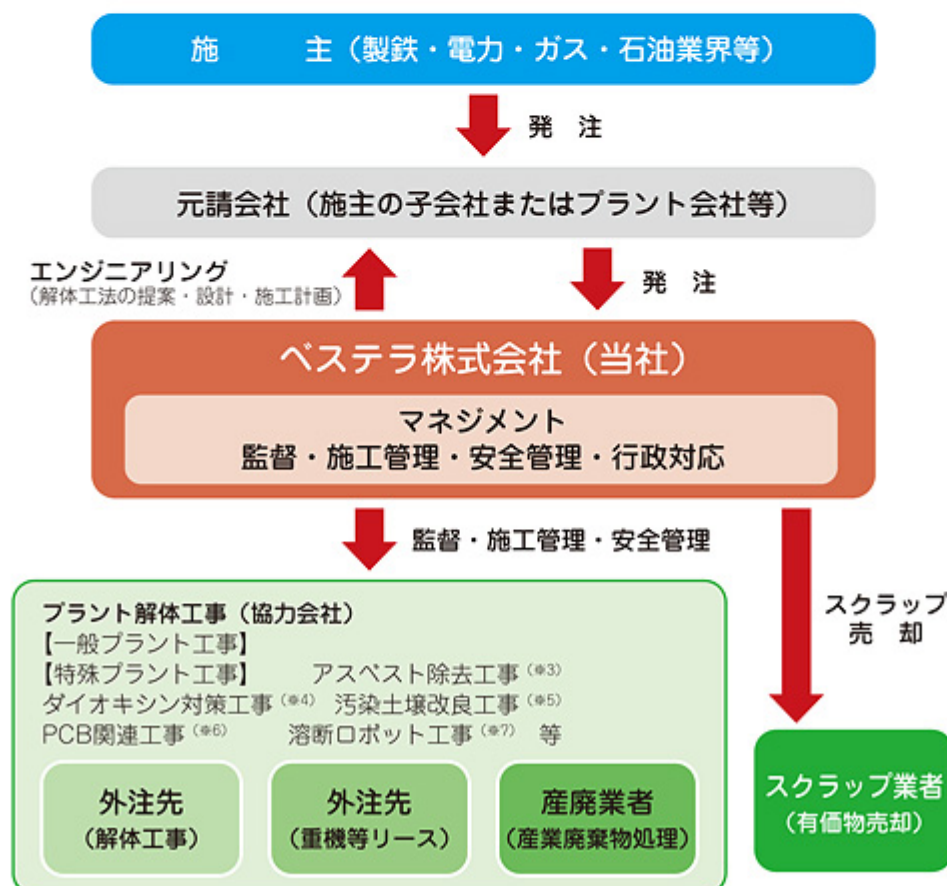 施　　主（製鉄・電力・ガス・石油業界等）
発　注
元請会社（施主の子会社またはプラント会社等）
エンジニアリング
（解体工法の提案・設計・施工計画）
発　注
ベステラ株式会社（当社）
マネジメント
監督・施工管理・安全管理・行政対応
監督・施工管理・安全管理
スクラップ
売　却
プラント解体工事（協力会社）
【一般プラント工事】
【特殊プラント工事】　アスベスト除去工事（※3）
ダイオキシン対策工事（※4）　汚染土壌改良工事（※5）
PCB関連工事（※6）　溶断ロボット工事（※7）　等
外注先
（解体工事）
外注先
（重機等リース）
産廃業者
（産業廃棄物処理）
スクラップ業者
（有価物売却）